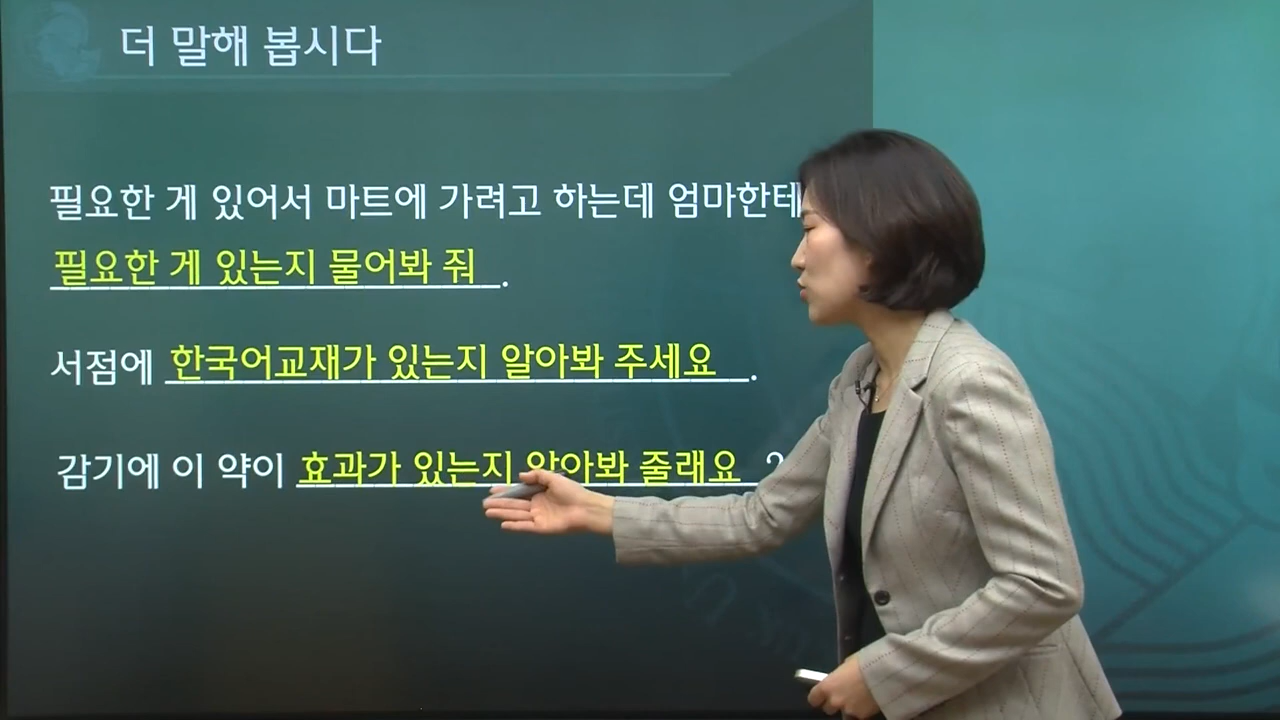 더 말해 봅시다
필요한 게 있어서 마트에 가려고 하는데 엄마한테
필요한 게 있는지 물어봐 줘.
서점에 한국어교재가 있는지 알아봐 주세요.
감기에 이 약이 효과가 있는지 알아봐 줄래요?